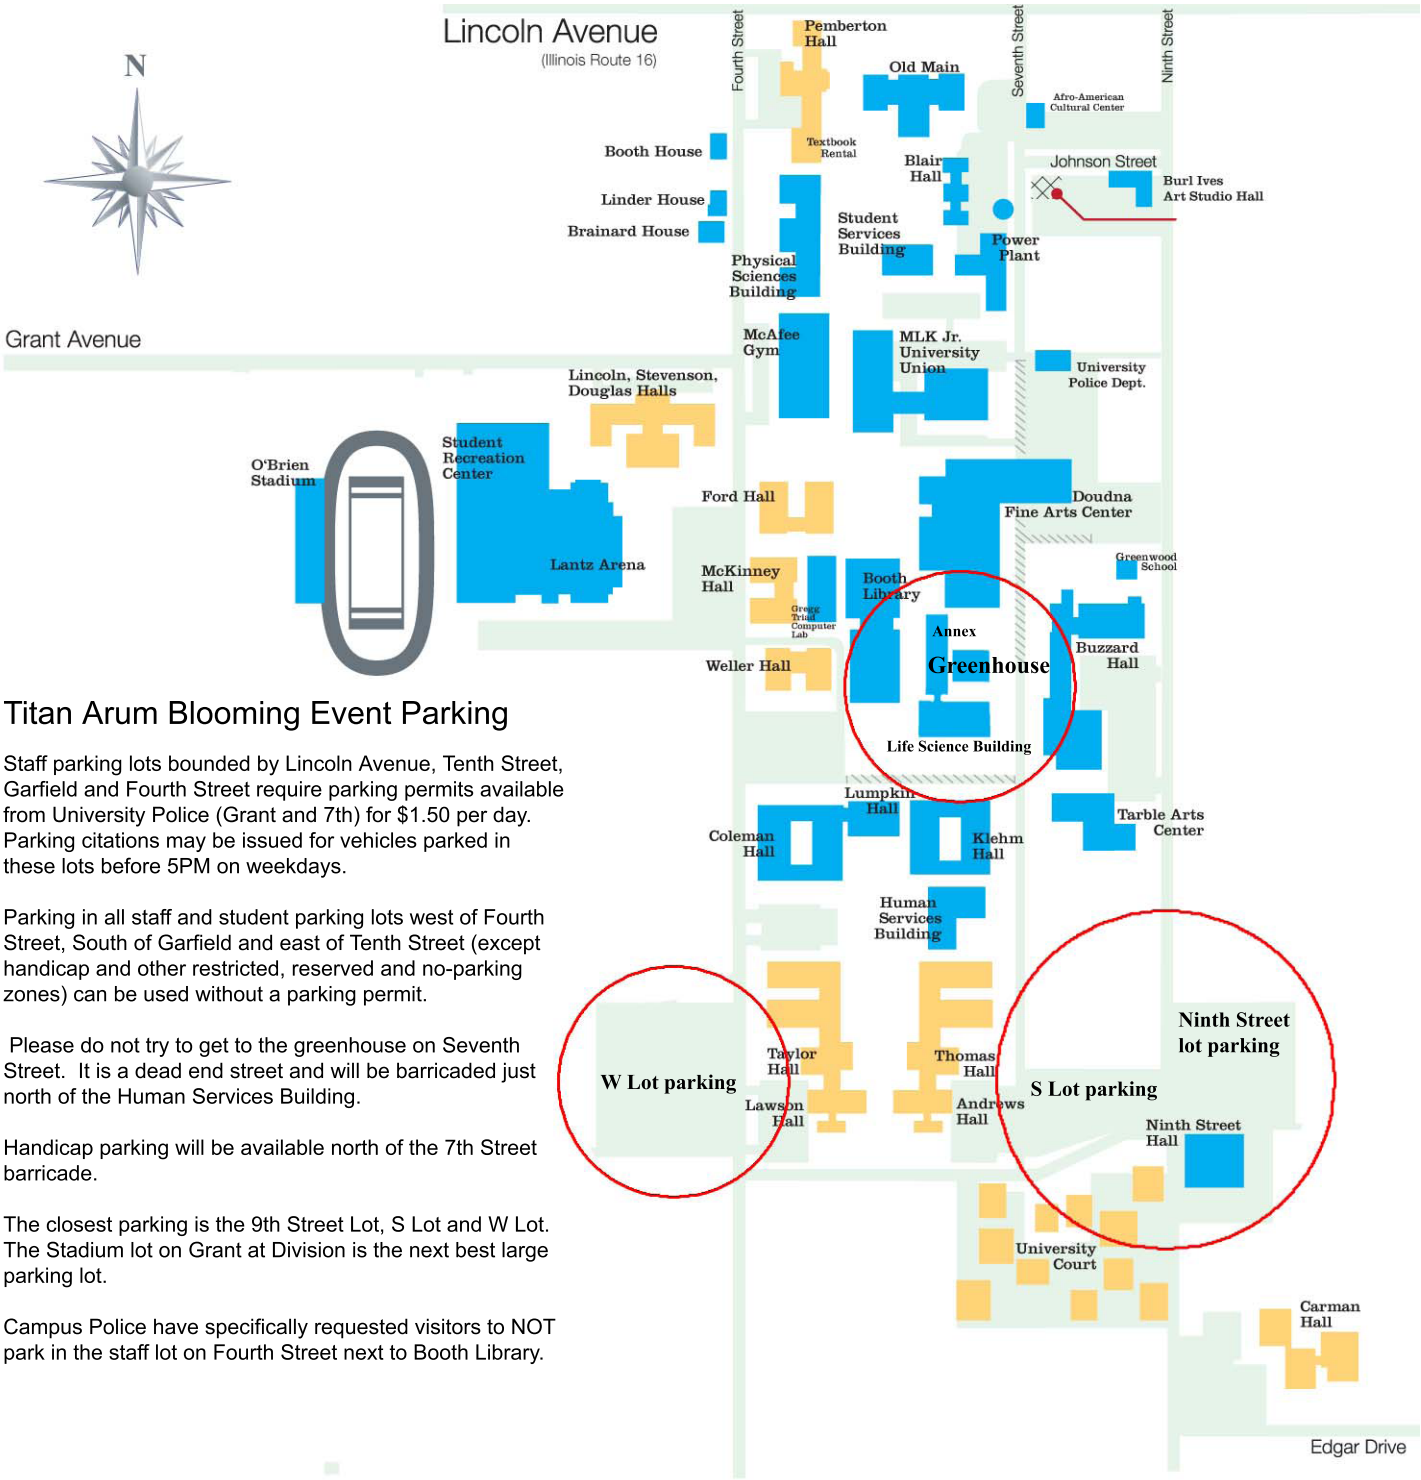 Lincoln Avenue
(Illinois Route 16)
Fourth Street
Seventh Street
Ninth Street
N
Pemberton
Hall
Old Main
Afro-American
Cultural Center
Textbook
Rental
Booth House
Blair
Hall
Johnson Street
Burl Ives
Art Studio Hall
Linder House
Brainard House
Student
Services
Building
Power
Plant
Physical
Sciences
Building
Grant Avenue
McAfee
Gym
MLK Jr.
University
Union
University
Police Dept.
Lincoln, Stevenson,
Douglas Halls
Student
Recreation
Center
O'Brien
Stadium
Ford Hall
Doudna
Fine Arts Center
Lantz Arena
McKinney
Hall
Gregg
Triad
Computer
Lab
Booth
Library
Greenwood
School
Annex
Greenhouse
Buzzard
Hall
Weller Hall
Life Science Building
Titan Arum Blooming Event Parking
Staff parking lots bounded by Lincoln Avenue, Tenth Street,
Garfield and Fourth Street require parking permits available
from University Police (Grant and 7th) for $1.50 per day.
Parking citations may be issued for vehicles parked in
these lots before 5PM on weekdays.
Parking in all staff and student parking lots west of Fourth
Street, South of Garfield and east of Tenth Street (except
handicap and other restricted, reserved and no-parking
zones) can be used without a parking permit.
Please do not try to get to the greenhouse on Seventh
Street. It is a dead end street and will be barricaded just
north of the Human Services Building.
Handicap parking will be available north of the 7th Street
barricade.
The closest parking is the 9th Street Lot, S Lot and W Lot.
The Stadium lot on Grant at Division is the next best large
parking lot.
Campus Police have specifically requested visitors to NOT
park in the staff lot on Fourth Street next to Booth Library.
Lumpkin
Hall
Coleman
Hall
Klehm
Hall
Tarble Arts
Center
Human
Services
Building
Ninth Street
lot parking
Taylor
Hall
Thomas
Hall
W Lot parking
S Lot parking
Lawson
Hall
Andrews
Hall
Ninth Street
Hall
University
Court
Carman
Hall
Edgar Drive